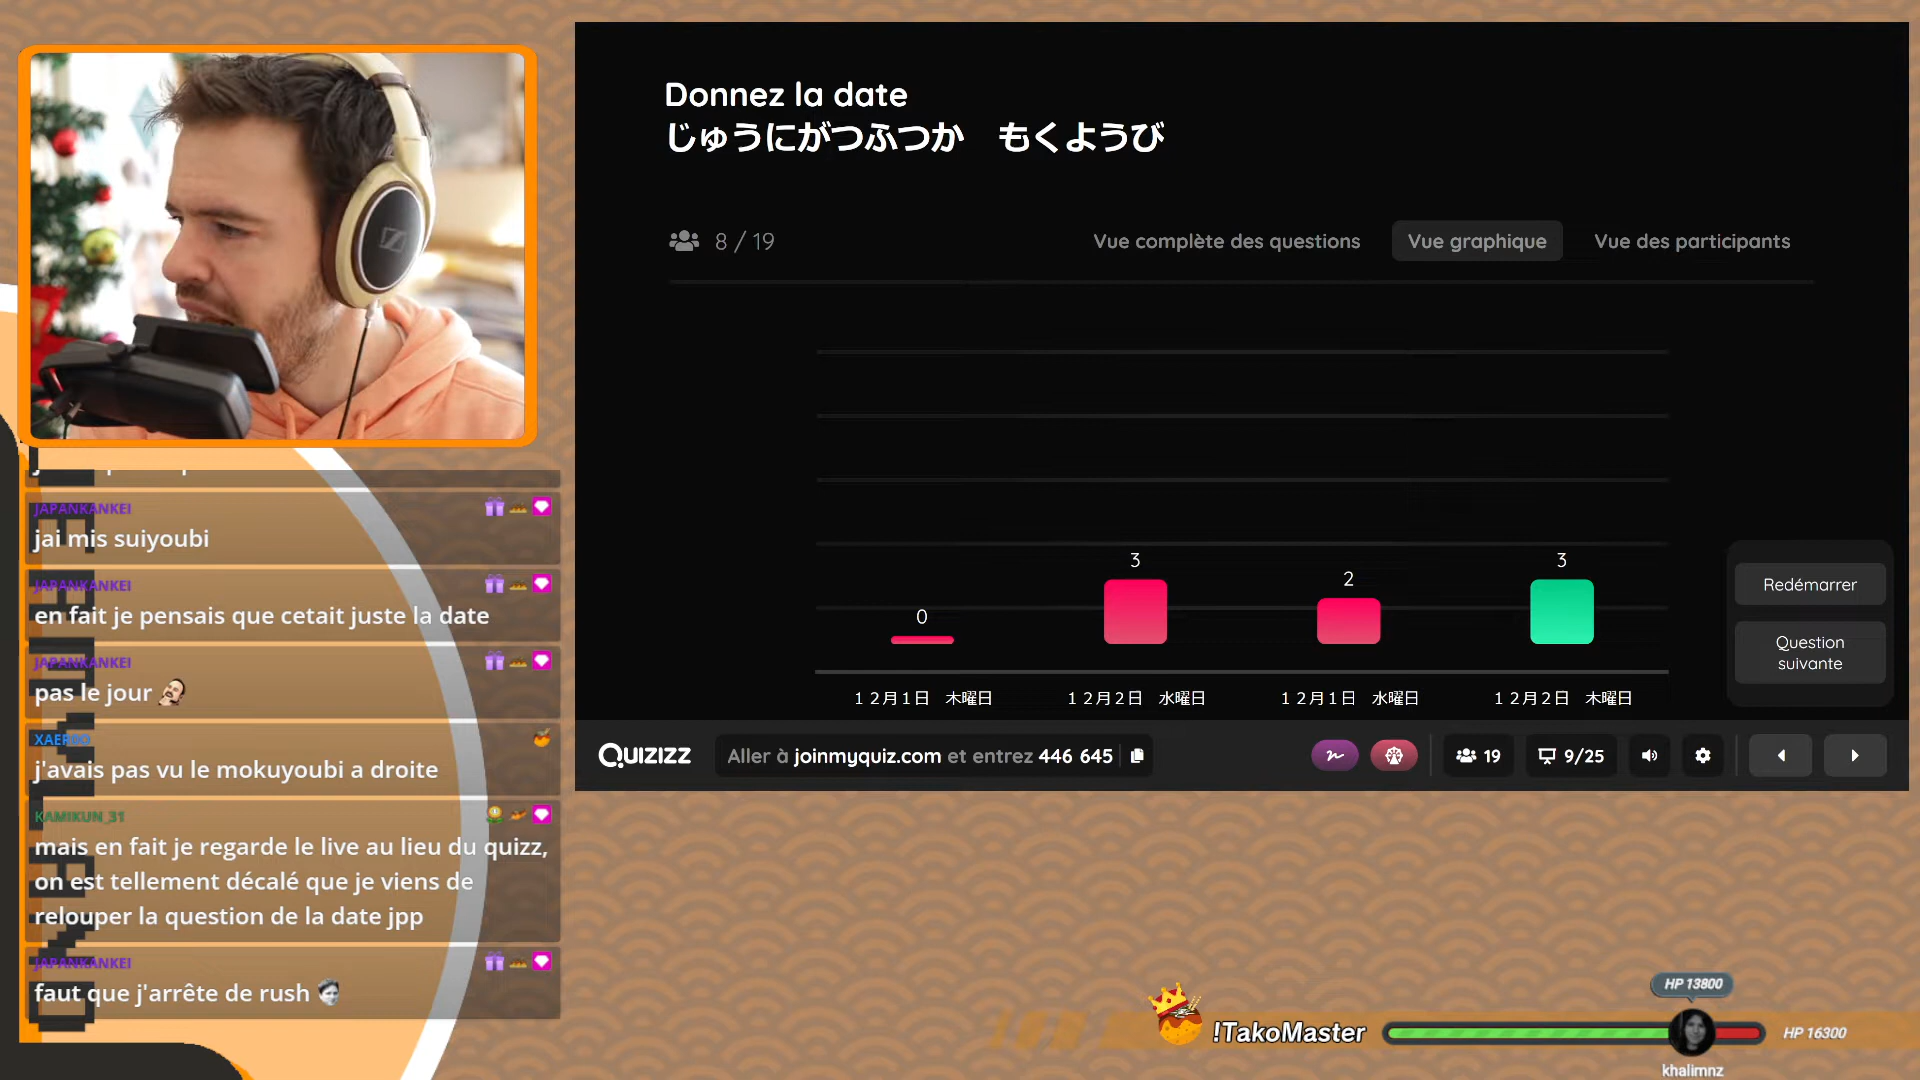 Donnez la date
じゅうにがつふつか　もくようび
8 / 19
Vue complète des questions
Vue graphique
Vue des participants
0
3
2
3
１２月１日　木曜日
１２月２日　水曜日
１２月１日　水曜日
１２月２日　木曜日
Redémarrer
Question
suivante
QUIZIZZ
Aller à joinmyquiz.com et entrez 446 645
19
9/25
JAPANKANKEI
jai mis suiyoubi
JAPANKANKEI
en fait je pensais que cetait juste la date
JAPANKANKEI
pas le jour
j'avais pas vu le mokuyoubi a droite
KAMIKUN_31
mais en fait je regarde le live au lieu du quizz,
on est tellement décalé que je viens de
relouper la question de la date jpp
JAPANKANKEI
faut que j'arrête de rush
!TakoMaster
HP 13800
HP 16300
khalimnz